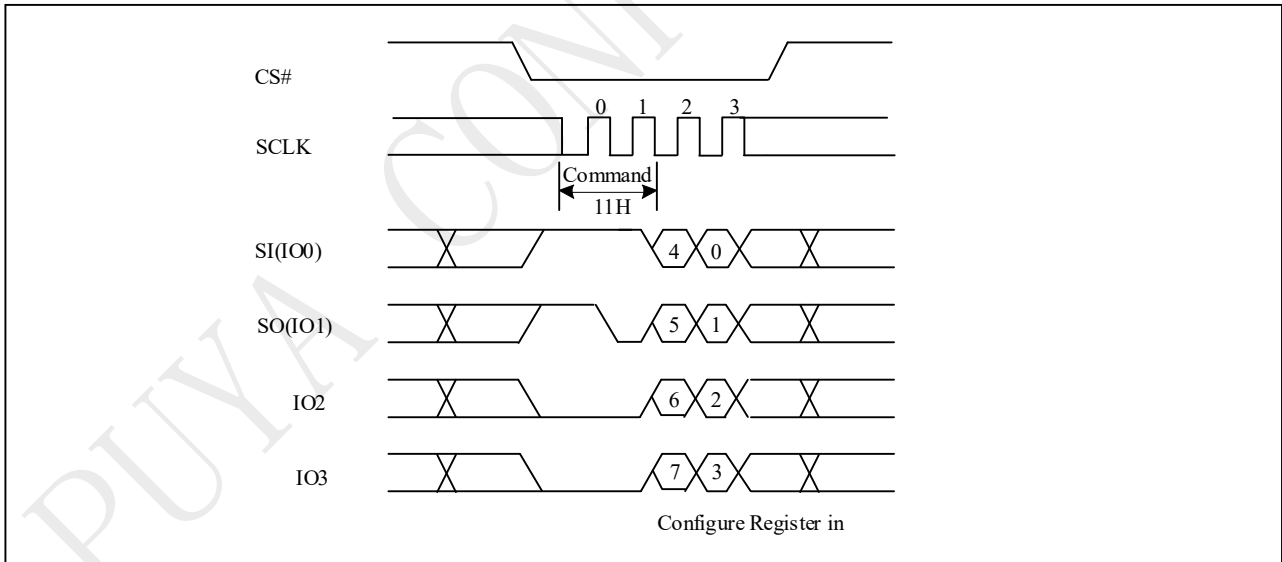 CS#
0 1 2 3
SCLK
Command
11H
SI(IO0)
4 0
SO(IO1)
5 1
IO2
6 2
IO3
7 3
Configure Register in
PUYA